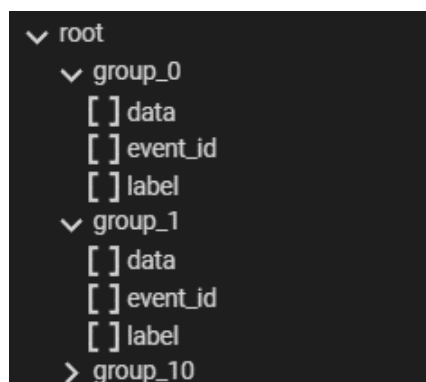 root
group_0
[ ] data
[ ] event_id
[ ] label
group_1
[ ] data
[ ] event_id
[ ] label
group_10